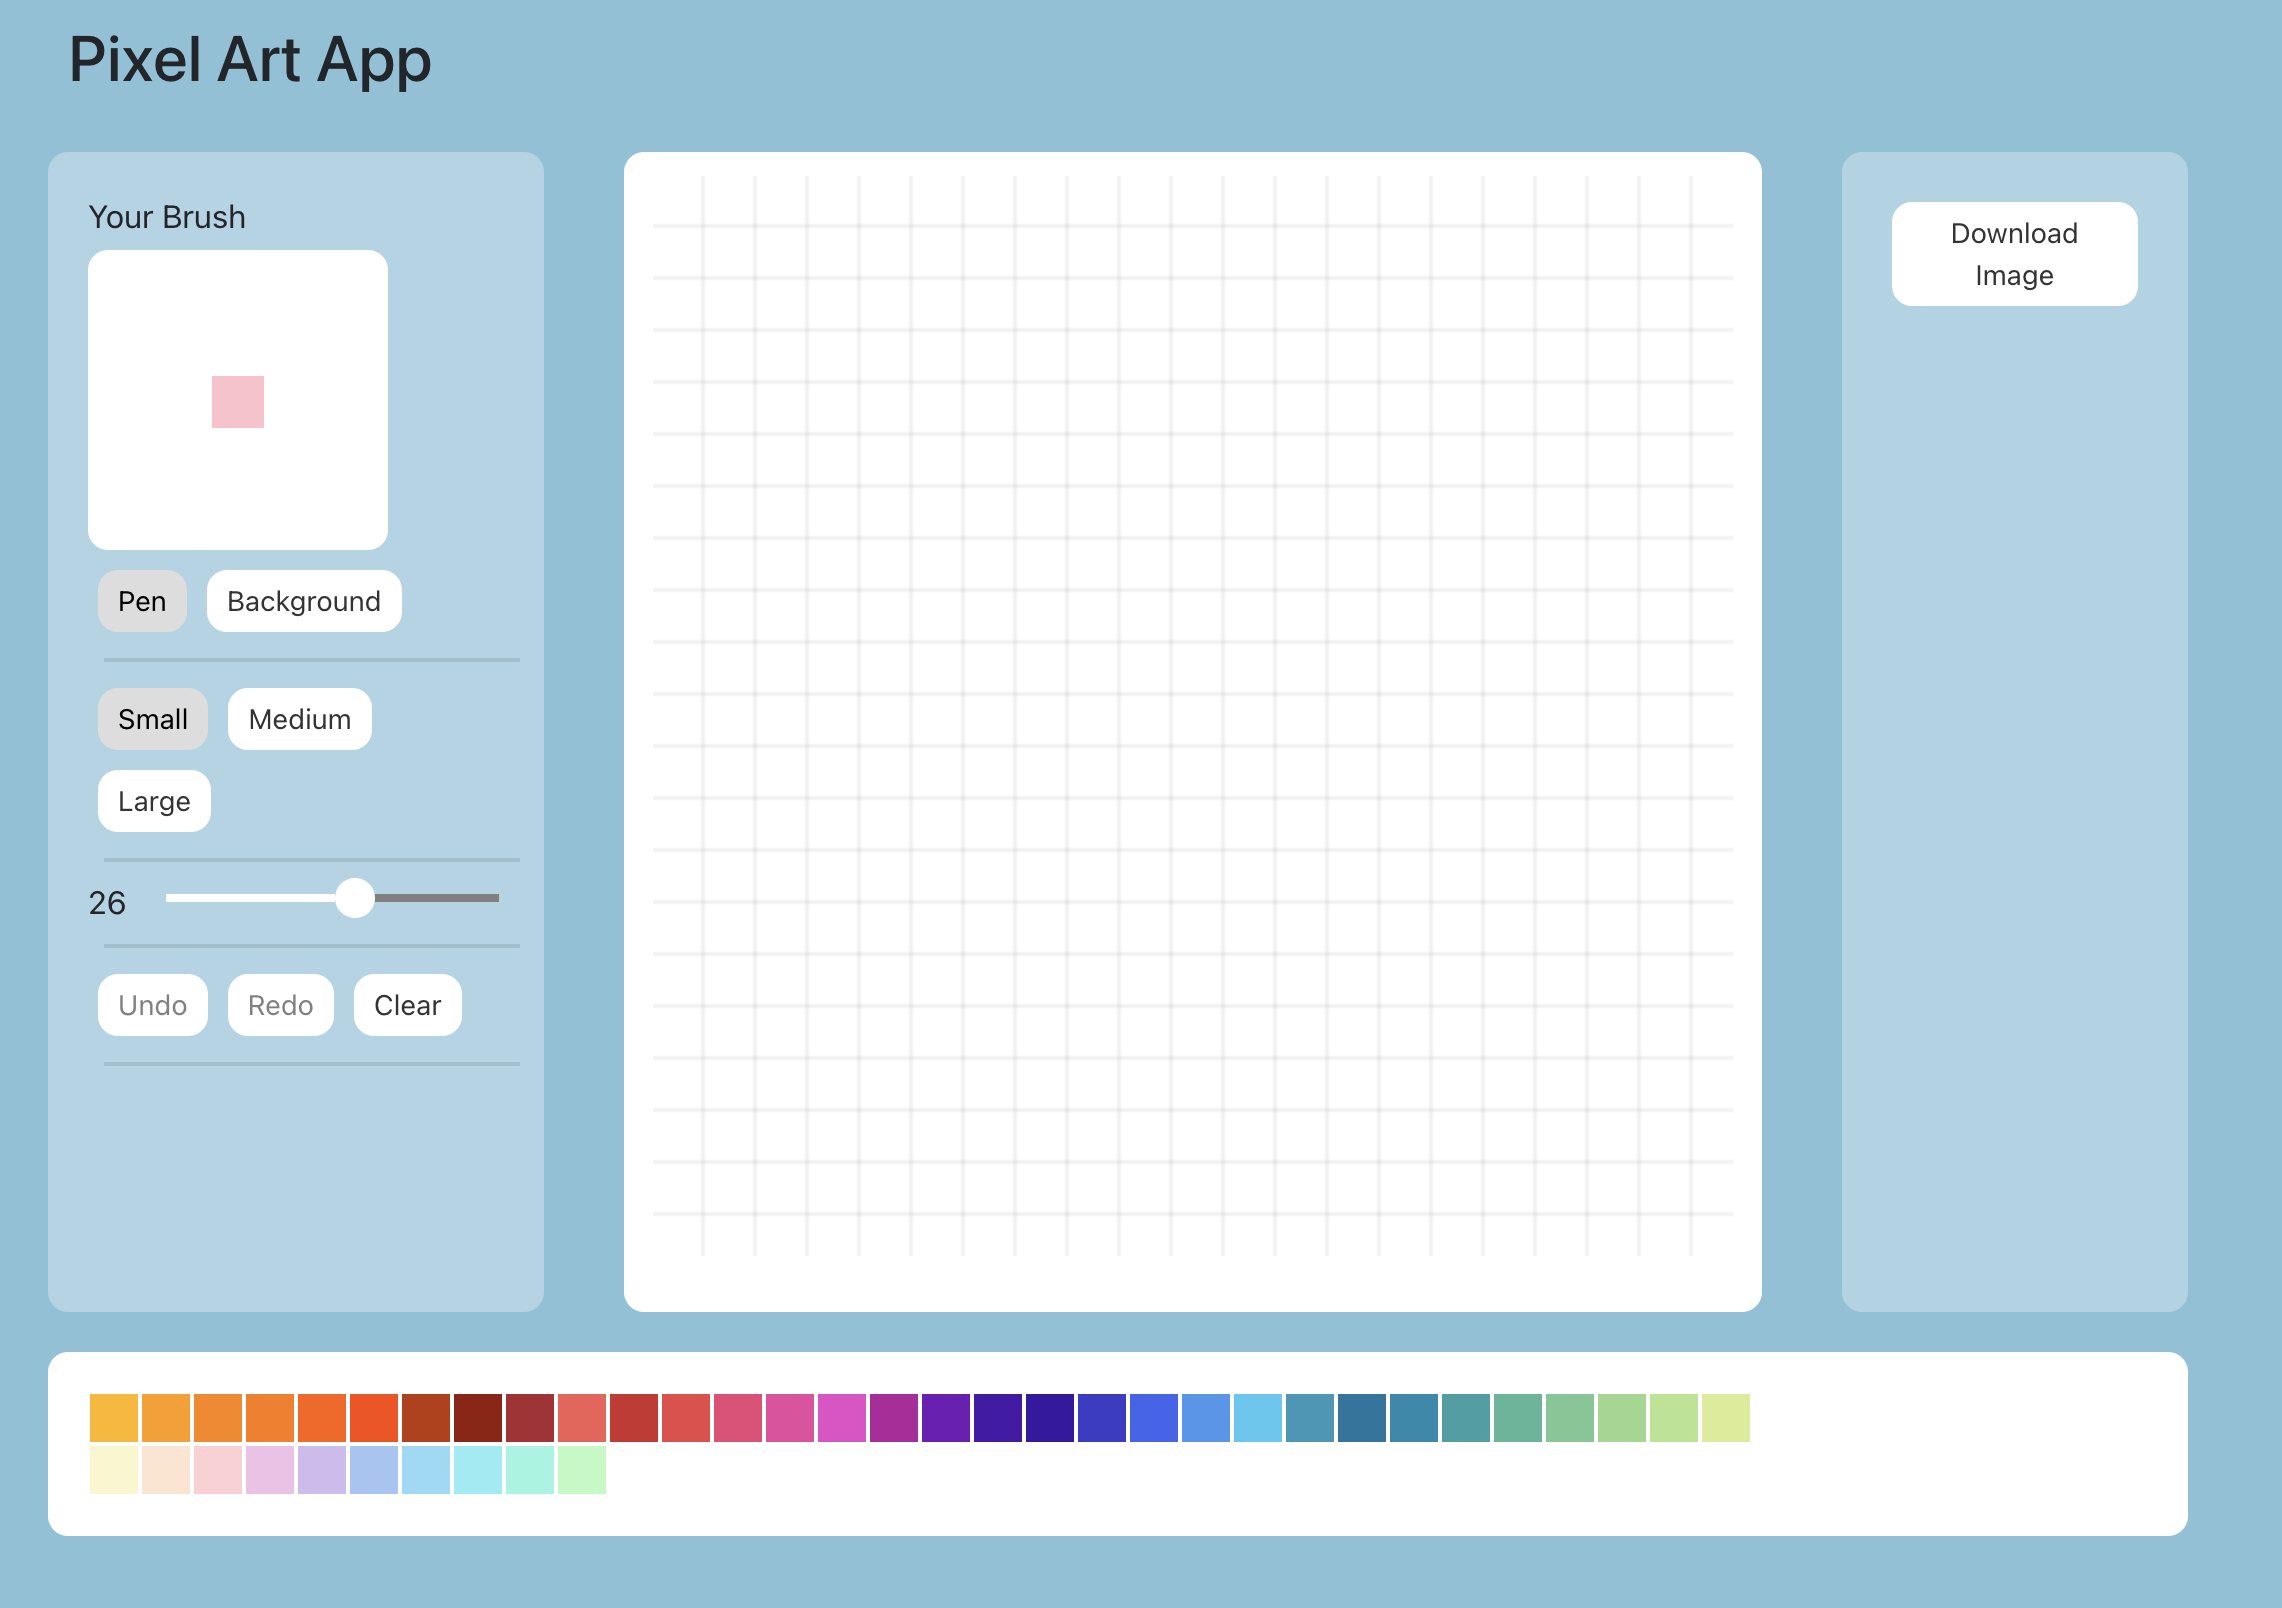 Pixel Art App
Your Brush
Pen Background
Small Medium
Large
26
Undo Redo Clear
Download
Image